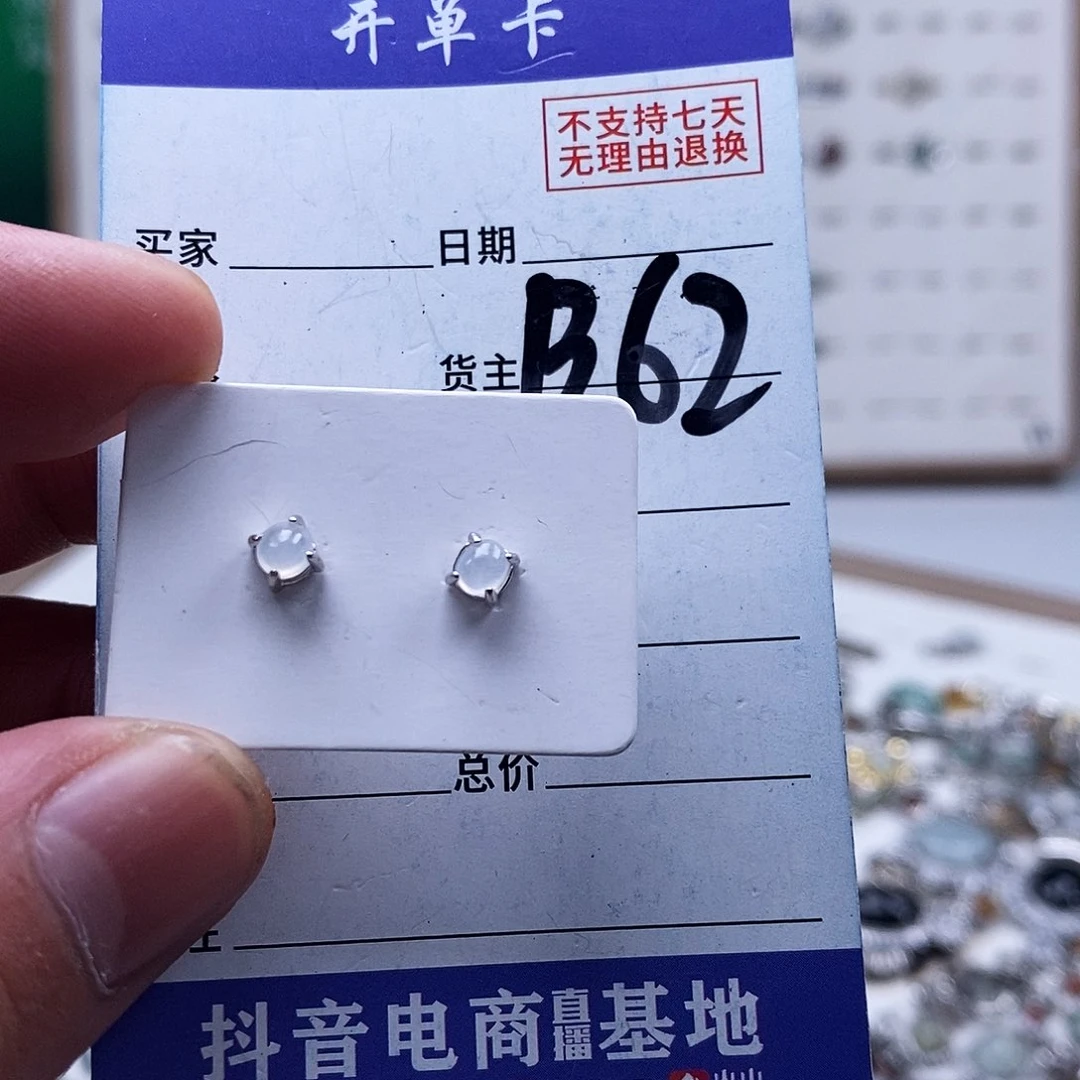 开单卡
不支持七天
无理由退换
买家 日期
货主 B62
总价
抖音电商直播基地